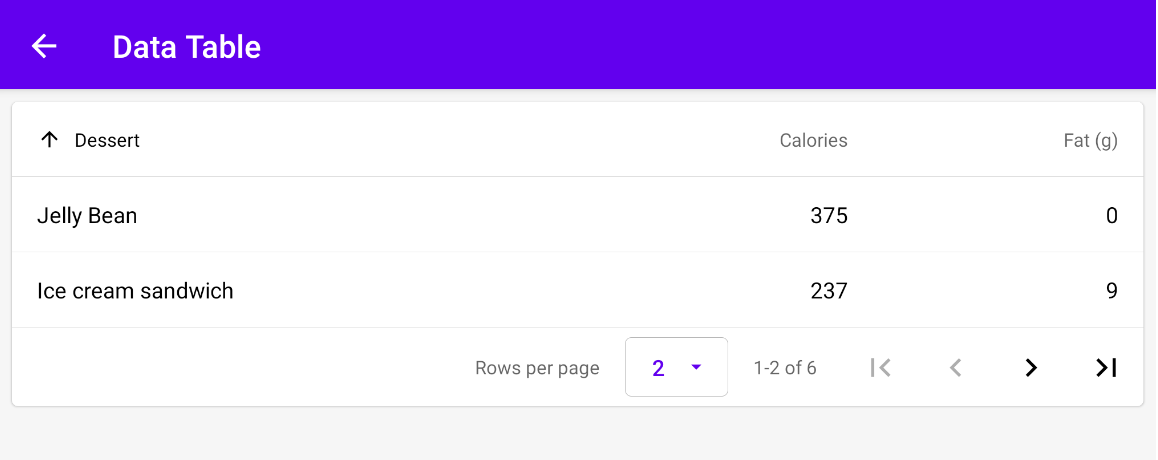 Data Table
Dessert Calories Fat (g)
Jelly Bean 375 0
Ice cream sandwich 237 9
Rows per page 2 1-2 of 6